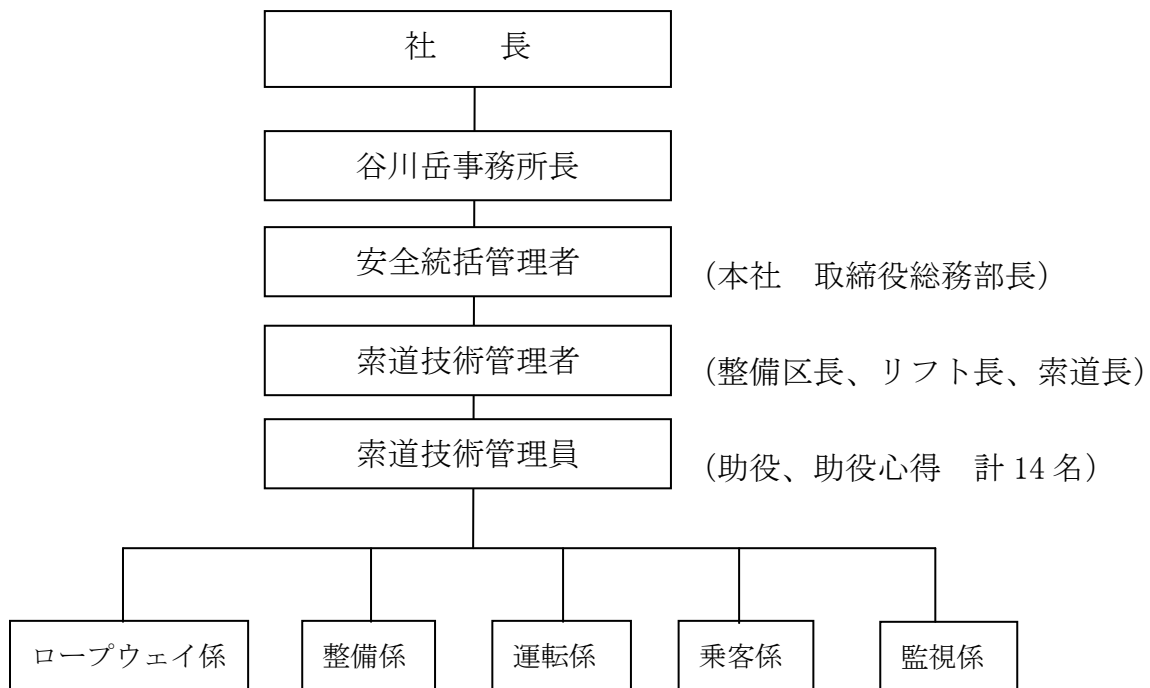 社　　長
谷川岳事務所長
安全統括管理者
（本社　取締役総務部長）
索道技術管理者
（整備区長、リフト長、索道長）
索道技術管理員
（助役、助役心得　計 14 名）
ロープウェイ係
整備係
運転係
乗客係
監視係